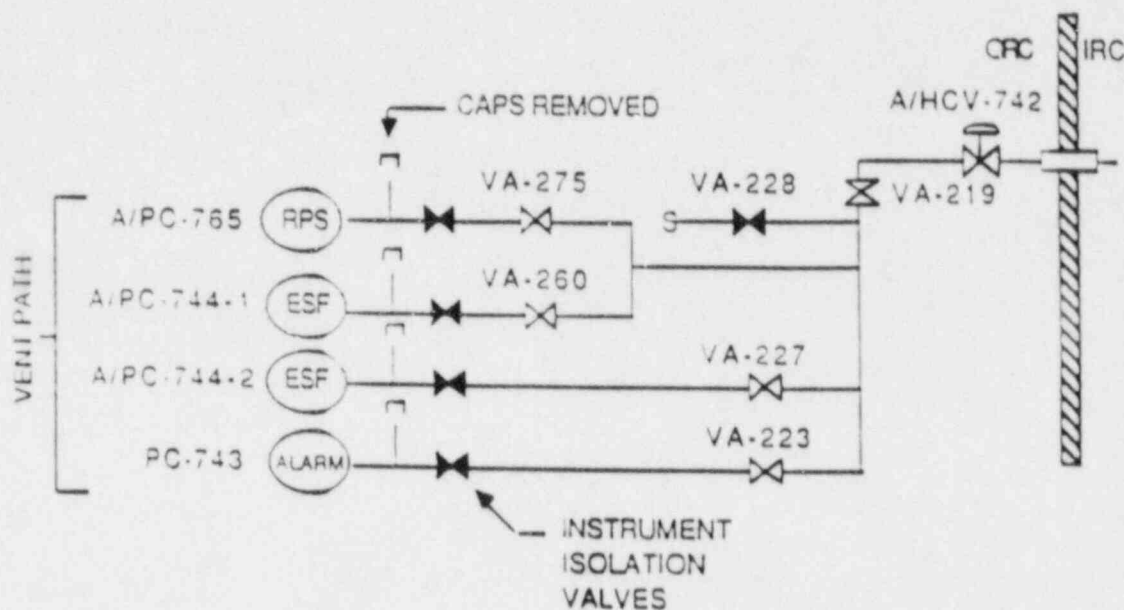 ORC IRC
A/HCV-742
CAPS REMOVED
VA-275
VA-228
VA-219
A/PC-765
RPS
S
VA-260
A/PC-744-1
ESF
VENT PATH
A/PC-744-2
ESF
VA-227
VA-223
PC-743
ALARM
INSTRUMENT
ISOLATION
VALVES